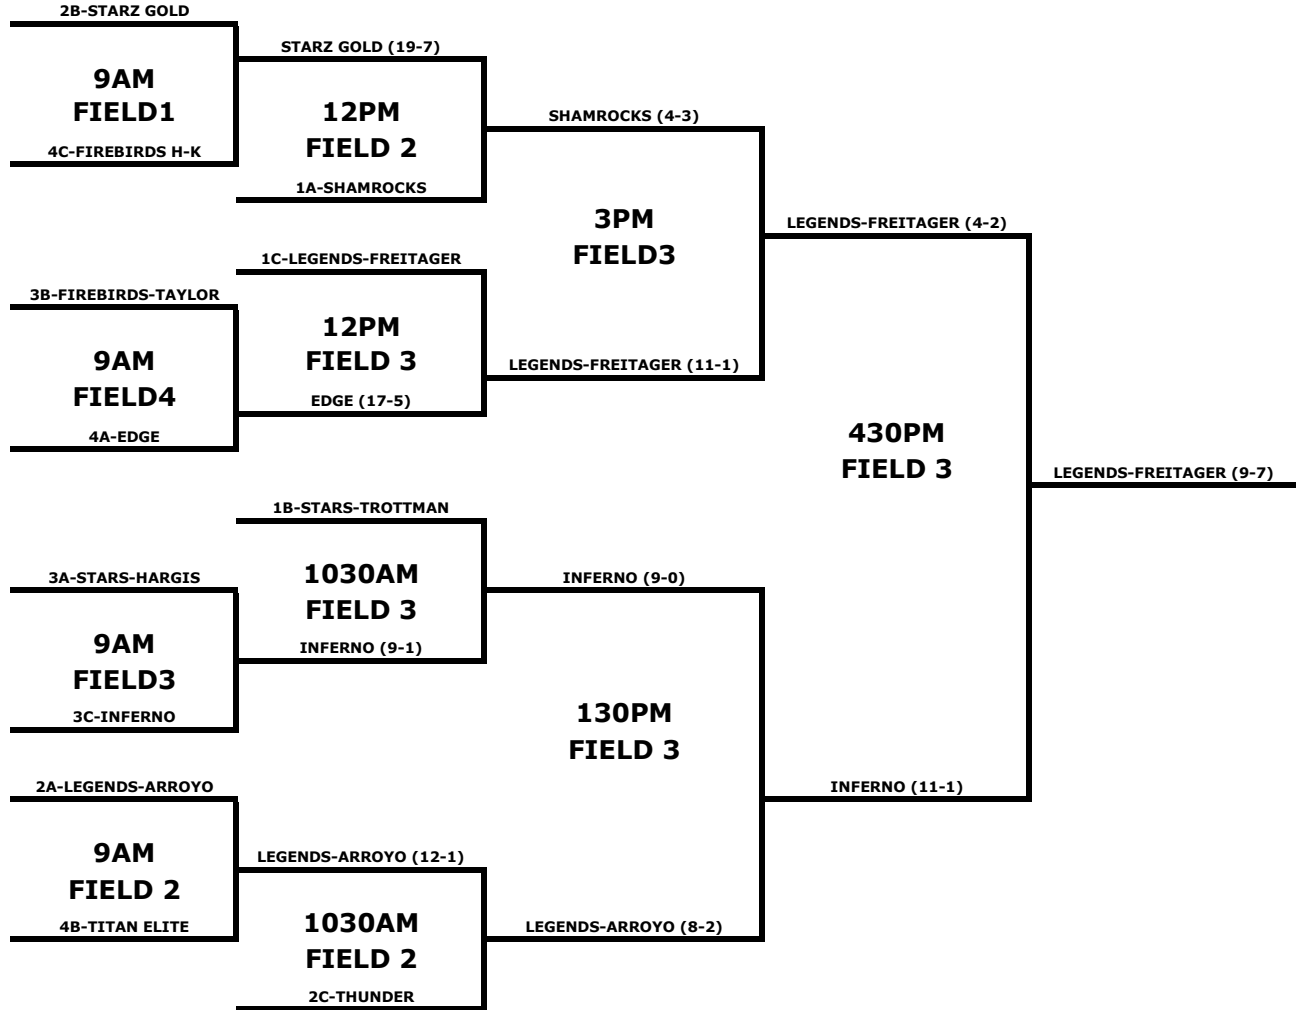 2B-STARZ GOLD
STARZ GOLD (19-7)
9AM
FIELD1
12PM
FIELD 2
SHAMROCKS (4-3)
4C-FIREBIRDS H-K
1A-SHAMROCKS
3PM
FIELD3
LEGENDS-FREITAGER (4-2)
1C-LEGENDS-FREITAGER
3B-FIREBIRDS-TAYLOR
12PM
FIELD 3
9AM
FIELD4
LEGENDS-FREITAGER (11-1)
EDGE (17-5)
4A-EDGE
430PM
FIELD 3
LEGENDS-FREITAGER (9-7)
1B-STARS-TROTTMAN
3A-STARS-HARGIS
1030AM
FIELD 3
INFERNO (9-0)
9AM
FIELD3
INFERNO (9-1)
3C-INFERNO
130PM
FIELD 3
2A-LEGENDS-ARROYO
INFERNO (11-1)
9AM
FIELD 2
LEGENDS-ARROYO (12-1)
4B-TITAN ELITE
1030AM
FIELD 2
LEGENDS-ARROYO (8-2)
2C-THUNDER